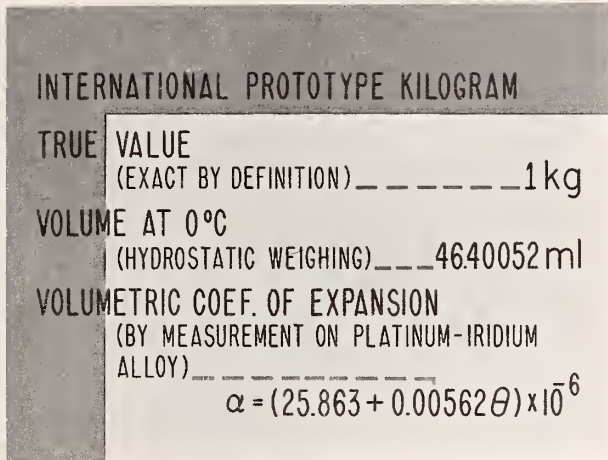 INTERNATIONAL PROTOTYPE KILOGRAM
TRUE VALUE
(EXACT BY DEFINITION)_ _ _ _ _ _ _1kg
VOLUME AT 0°C
(HYDROSTATIC WEIGHING)_ _ _46.40052 ml
VOLUMETRIC COEF. OF EXPANSION
(BY MEASUREMENT ON PLATINUM-IRIDIUM
ALLOY)_ _ _ _ _ _ _ _ _
α = (25.863 + 0.00562θ) x 10⁻⁶